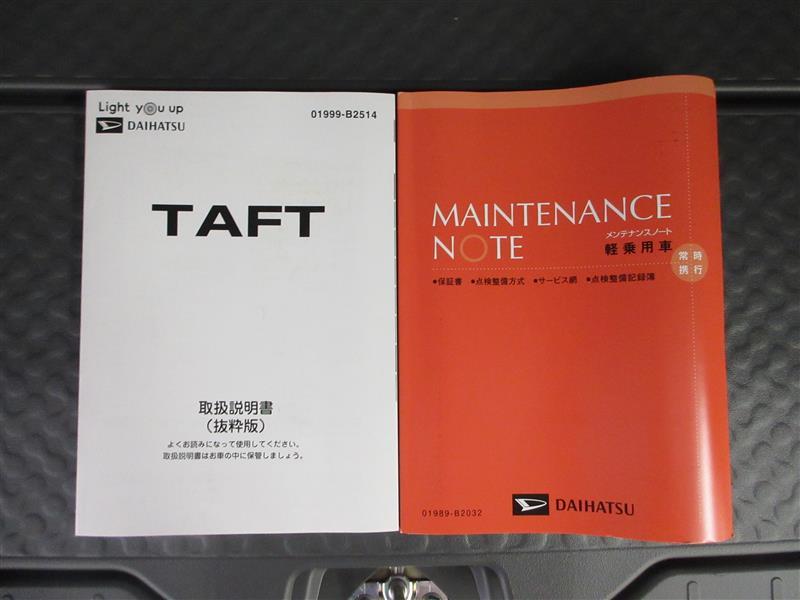 Light you up
DAIHATSU
01999-B2514
TAFT
取扱説明書
（抜粋版）
よくお読みになって使用してください。
取扱説明書はお車の中に保管しましょう。
MAINTENANCE
NOTE
メンテナンスノート
軽乗用車
常時
携行
●保証書 ●点検整備方式 ●サービス網 ●点検整備記録簿
01989-B2032
DAIHATSU